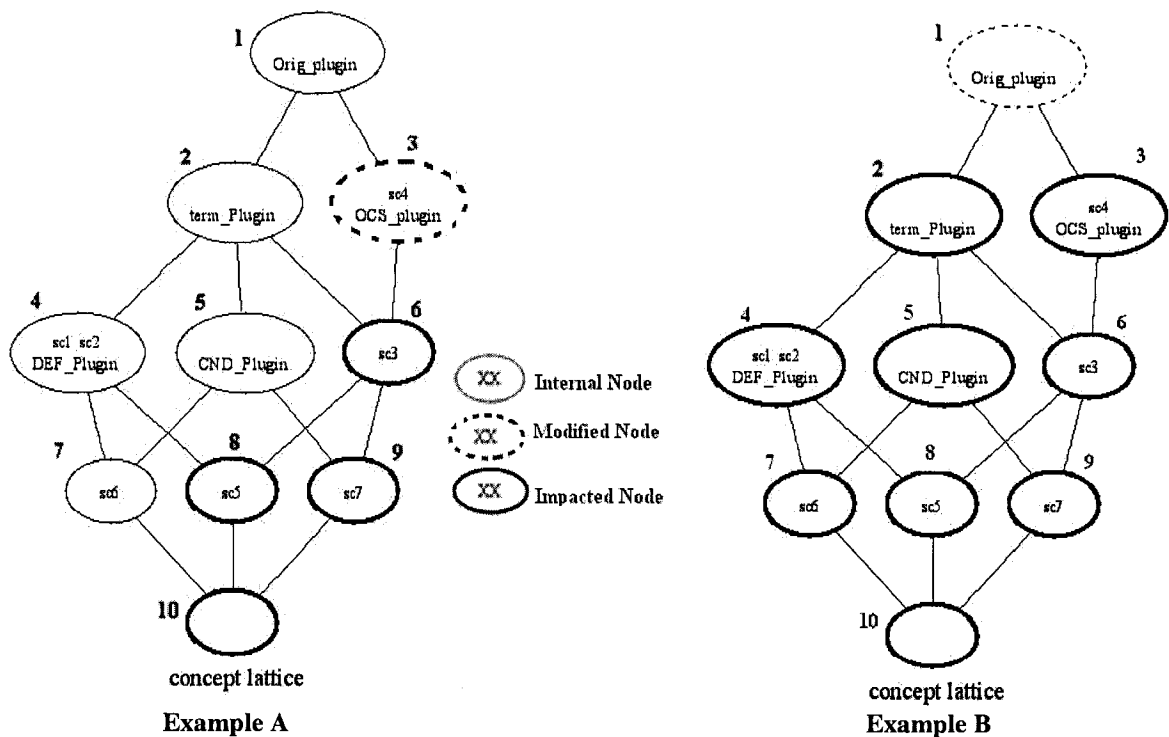 1
Orig_plugin
2
term_Plugin
3
sc4
OCS_plugin
4
sc1 sc2
DEF_Plugin
5
CND_Plugin
6
sc3
7
sc6
8
sc5
9
sc7
10
concept lattice
Example A
XX Internal Node
XX Modified Node
XX Impacted Node
1
Orig_plugin
2
term_Plugin
3
sc4
OCS_plugin
4
sc1 sc2
DEF_Plugin
5
CND_Plugin
6
sc3
7
sc6
8
sc5
9
sc7
10
concept lattice
Example B